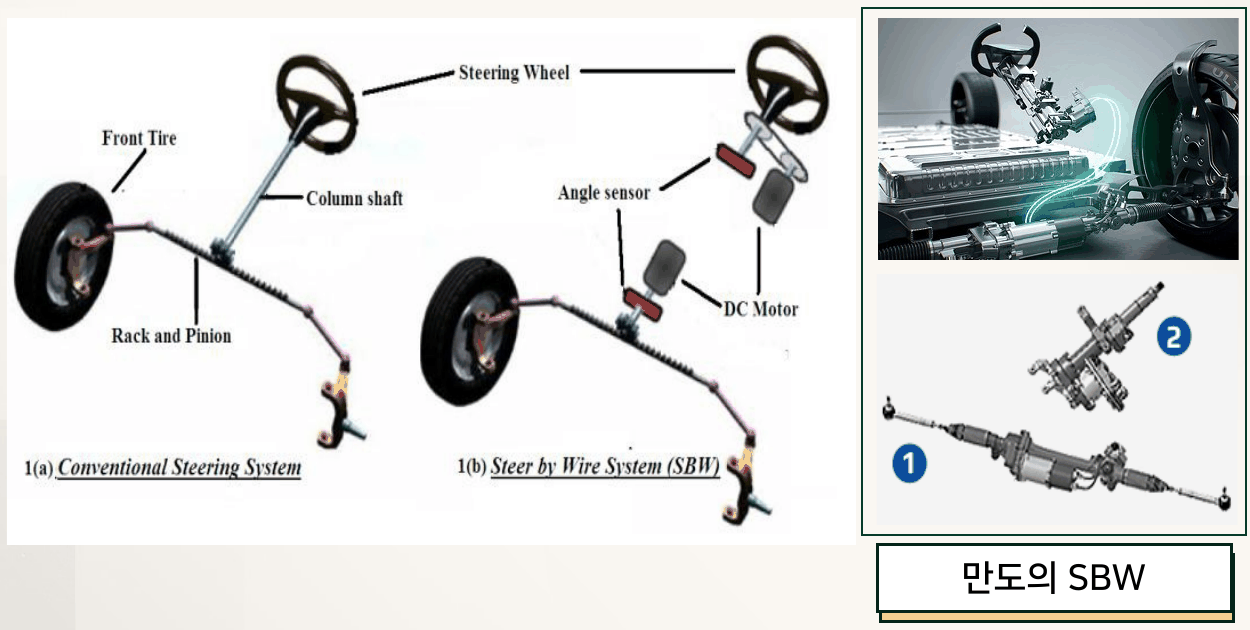 Steering Wheel
Front Tire
Column shaft
Angle sensor
DC Motor
Rack and Pinion
1(a) Conventional Steering System
1(b) Steer by Wire System (SBW)
2
1
만도의 SBW